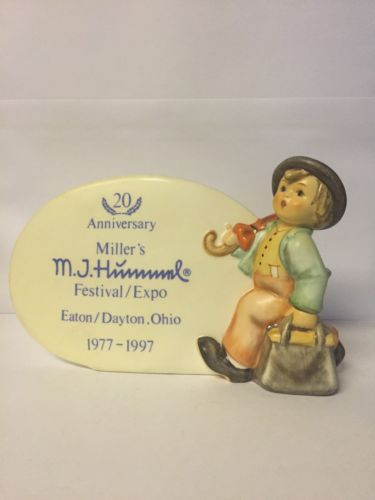 20
Anniversary
Miller's
M.J.Hummel®
Festival/Expo
Eaton/Dayton, Ohio
1977-1997